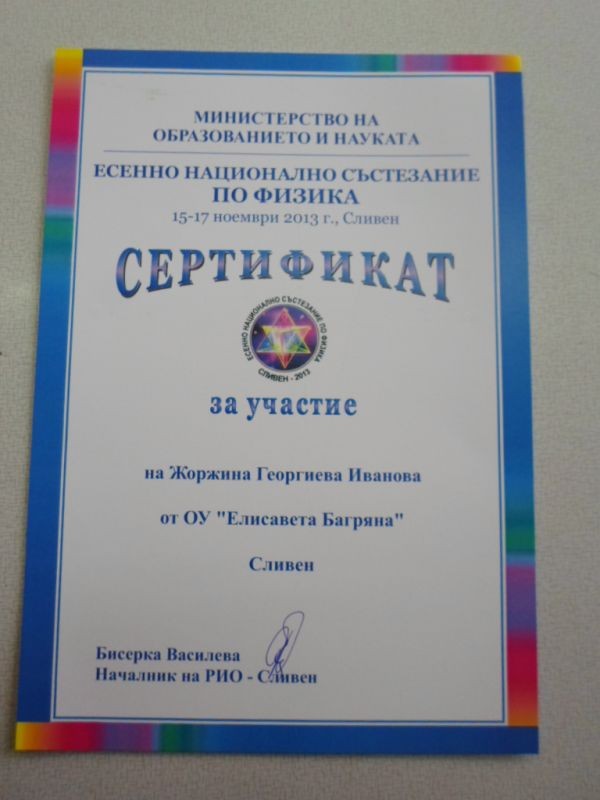 МИНИСТЕРСТВО НА
ОБРАЗОВАНИЕТО И НАУКАТА
ЕСЕННО НАЦИОНАЛНО СЪСТЕЗАНИЕ
ПО ФИЗИКА
15-17 ноември 2013 г., Сливен
СЕРТИФИКАТ
ЕСЕННО НАЦИОНАЛНО СЪСТЕЗАНИЕ ПО ФИЗИКА
СЛИВЕН - 2013
за участие
на Жоржина Георгиева Иванова
от ОУ "Елисавета Багряна"
Сливен
Бисерка Василева
Началник на РИО - Сливен